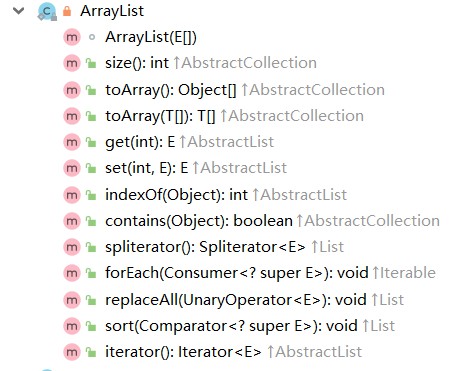 ArrayList
ArrayList(E[])
size(): int ↑AbstractCollection
toArray(): Object[] ↑AbstractCollection
toArray(T[]): T[] ↑AbstractCollection
get(int): E ↑AbstractList
set(int, E): E ↑AbstractList
indexOf(Object): int ↑AbstractList
contains(Object): boolean ↑AbstractCollection
spliterator(): Spliterator<E> ↑List
forEach(Consumer<? super E>): void ↑Iterable
replaceAll(UnaryOperator<E>): void ↑List
sort(Comparator<? super E>): void ↑List
iterator(): Iterator<E> ↑AbstractList